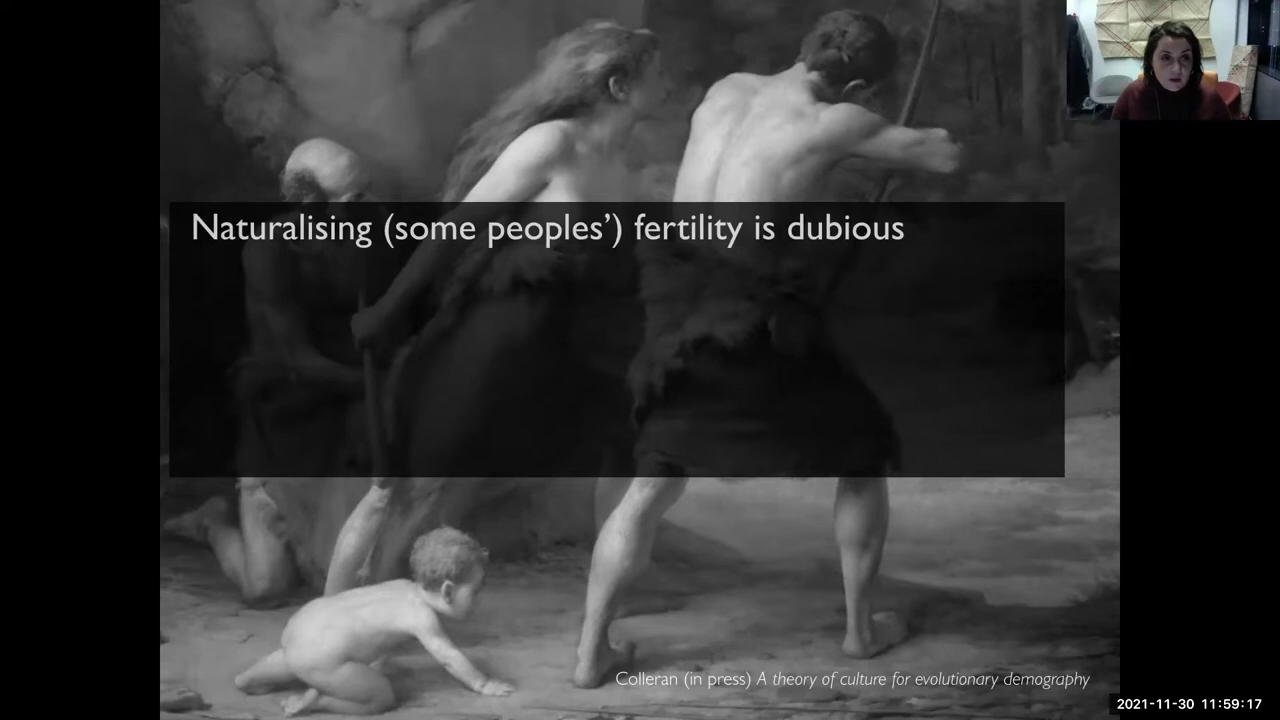 Naturalising (some peoples’) fertility is dubious
Colleran (in press) A theory of culture for evolutionary demography
2021-11-30 11:59:17